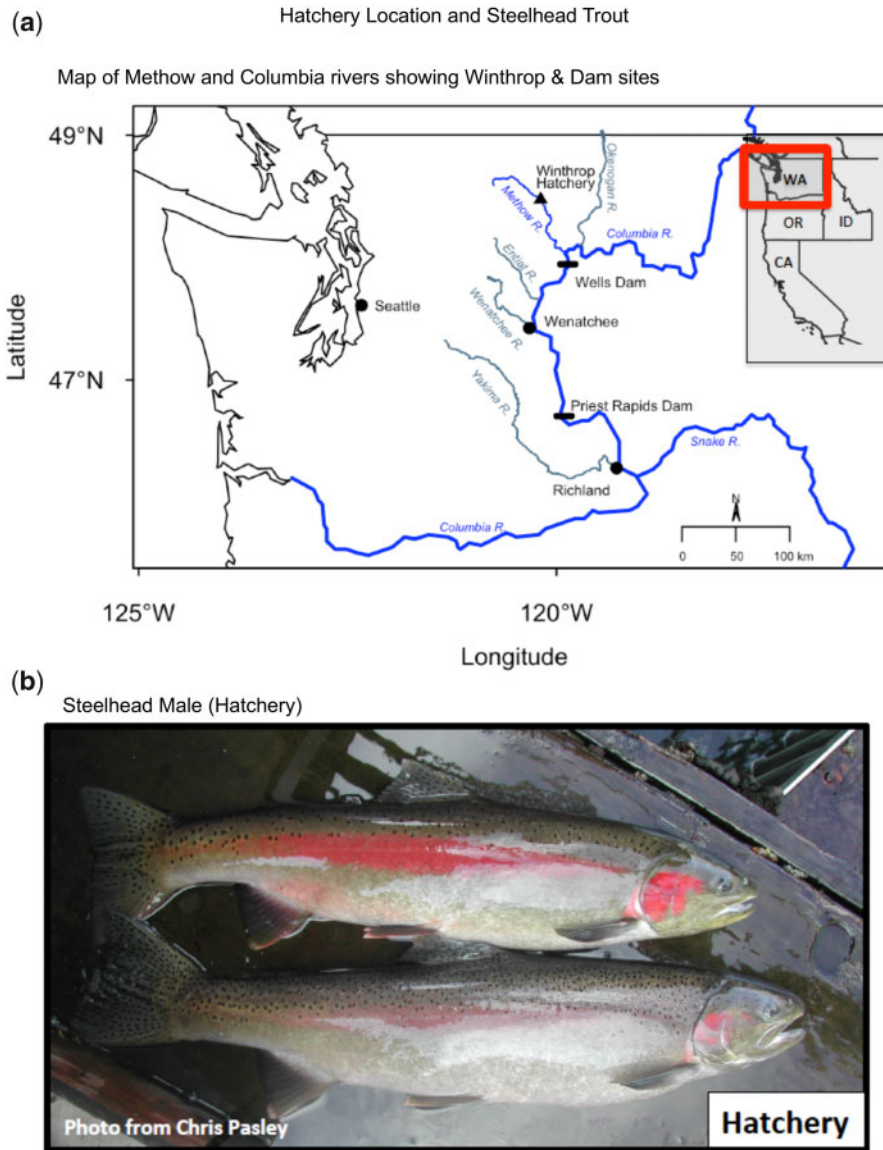 Hatchery Location and Steelhead Trout
(a)
Map of Methow and Columbia rivers showing Winthrop & Dam sites
49°N
47°N
Latitude
125°W
120°W
Longitude
Winthrop
Hatchery
Okenogan R.
Methow R.
Columbia R.
Wells Dam
Ential R.
Wenatchee R.
Wenatchee
Seattle
Yakima R.
Priest Rapids Dam
Snake R.
Richland
Columbia R.
N
0 50 100 km
WA
OR
ID
CA
(b)
Steelhead Male (Hatchery)
Photo from Chris Pasley
Hatchery